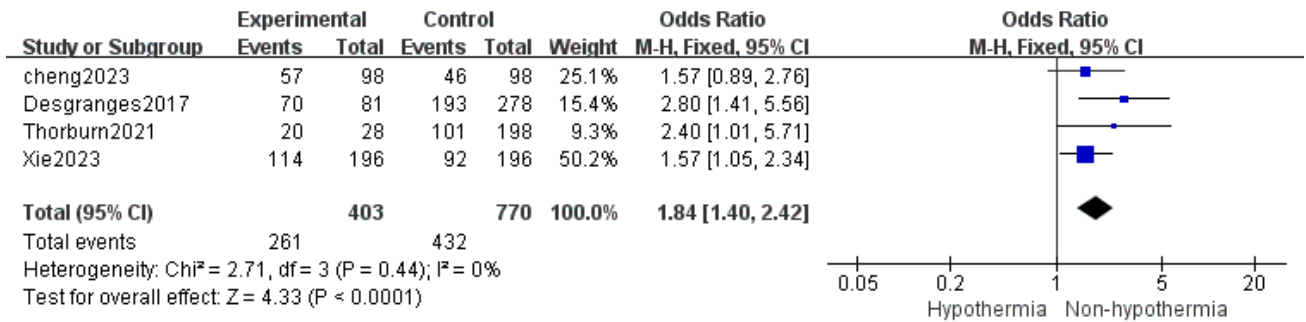 Experimental Control Odds Ratio Odds Ratio
Study or Subgroup Events Total Events Total Weight M-H, Fixed, 95% CI M-H, Fixed, 95% CI
cheng2023 57 98 46 98 25.1% 1.57 [0.89, 2.76]
Desgranges2017 70 81 193 278 15.4% 2.80 [1.41, 5.56]
Thorburn2021 20 28 101 198 9.3% 2.40 [1.01, 5.71]
Xie2023 114 196 92 196 50.2% 1.57 [1.05, 2.34]
Total (95% CI) 403 770 100.0% 1.84 [1.40, 2.42]
Total events 261 432
Heterogeneity: Chi² = 2.71, df = 3 (P = 0.44); I² = 0%
Test for overall effect: Z = 4.33 (P < 0.0001)
0.05 0.2 1 5 20
Hypothermia Non-hypothermia